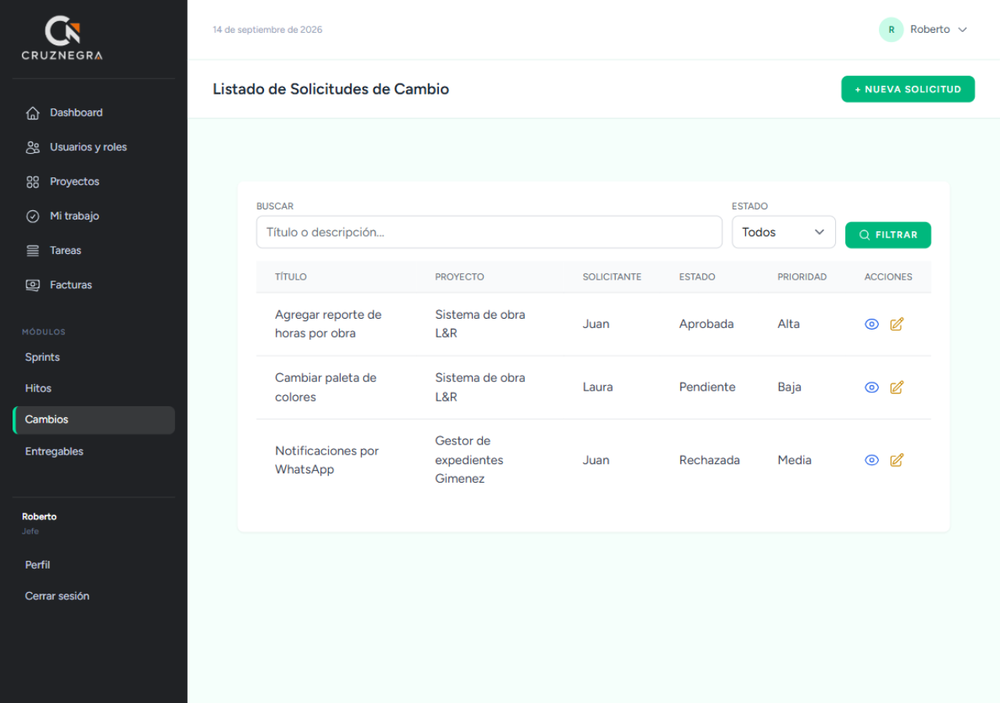 CRUZNEGRA
Dashboard
Usuarios y roles
Proyectos
Mi trabajo
Tareas
Facturas
MÓDULOS
Sprints
Hitos
Cambios
Entregables
Roberto
Jefe
Perfil
Cerrar sesión
14 de septiembre de 2026
R Roberto
Listado de Solicitudes de Cambio
+ NUEVA SOLICITUD
BUSCAR
Título o descripción...
ESTADO
Todos
FILTRAR
TÍTULO PROYECTO SOLICITANTE ESTADO PRIORIDAD ACCIONES
Agregar reporte de
horas por obra
Sistema de obra
L&R
Juan
Aprobada
Alta
Cambiar paleta de
colores
Sistema de obra
L&R
Laura
Pendiente
Baja
Notificaciones por
WhatsApp
Gestor de
expedientes
Gimenez
Juan
Rechazada
Media